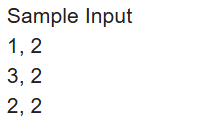 Sample Input
1, 2
3, 2
2, 2